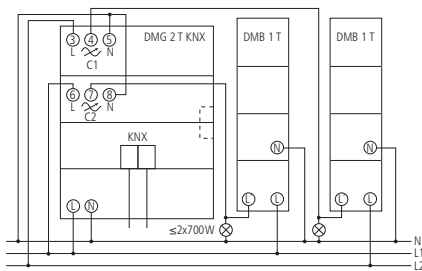 3 4 5 DMG 2 T KNX DMB 1 T DMB 1 T
L N
C1
6 7 8
L N
C2
KNX
N N
L N L L L L
≤2x700W
N
L1
L2